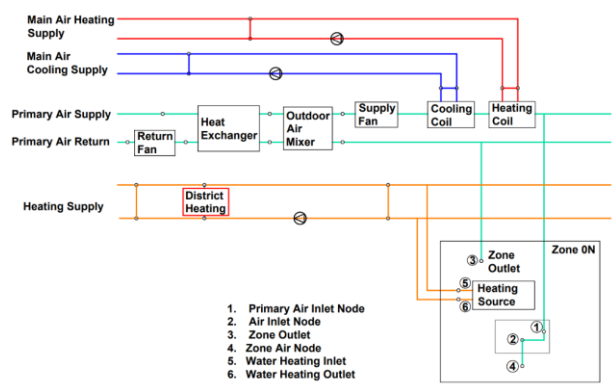 Main Air Heating
Supply
Main Air
Cooling Supply
Primary Air Supply
Primary Air Return
Return
Fan
Heat
Exchanger
Outdoor
Air
Mixer
Supply
Fan
Cooling
Coil
Heating
Coil
Heating Supply
District
Heating
Zone 0N
3
Zone
Outlet
5
6
Heating
Source
1
2
4
1. Primary Air Inlet Node
2. Air Inlet Node
3. Zone Outlet
4. Zone Air Node
5. Water Heating Inlet
6. Water Heating Outlet